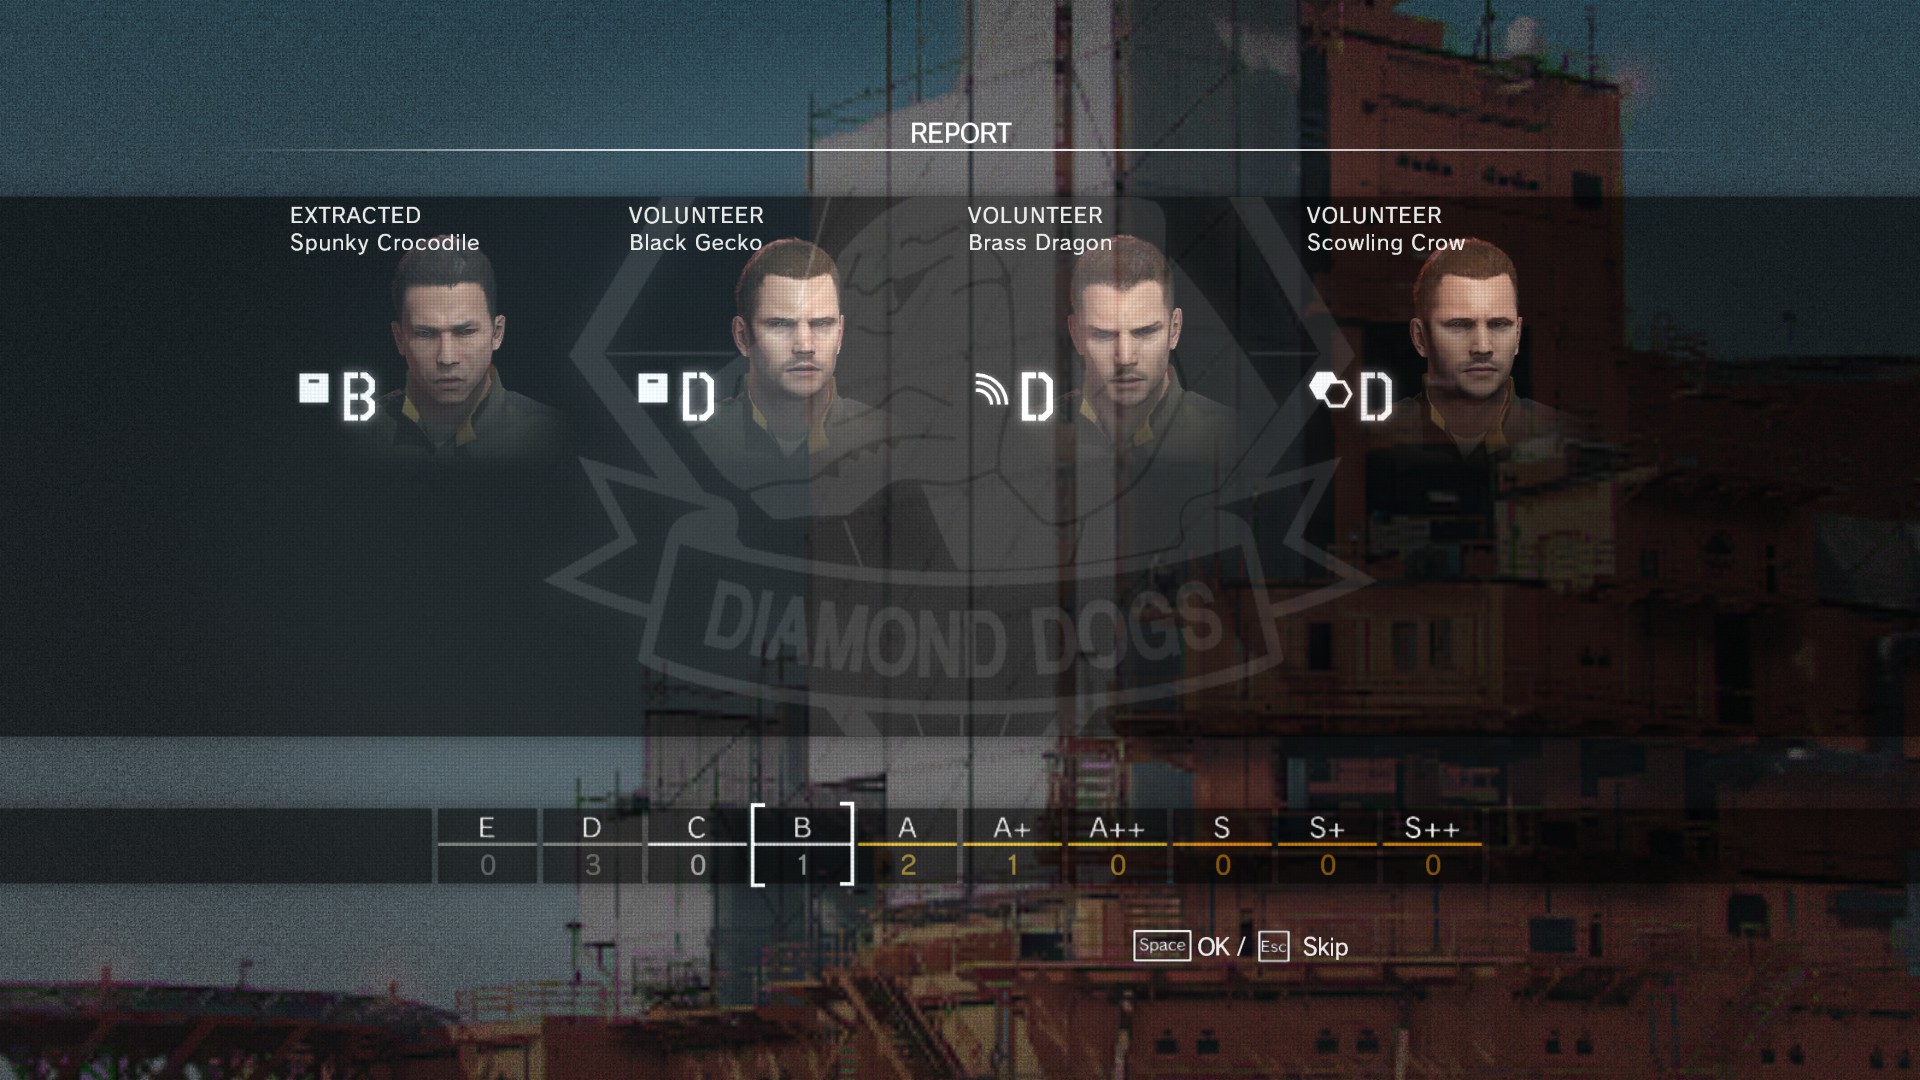 REPORT
EXTRACTED
Spunky Crocodile
B
VOLUNTEER
Black Gecko
D
VOLUNTEER
Brass Dragon
D
VOLUNTEER
Scowling Crow
D
DIAMOND DOGS
E D C B A A+ A++ S S+ S++
0 3 0 1 2 1 0 0 0 0
Space OK / Esc Skip